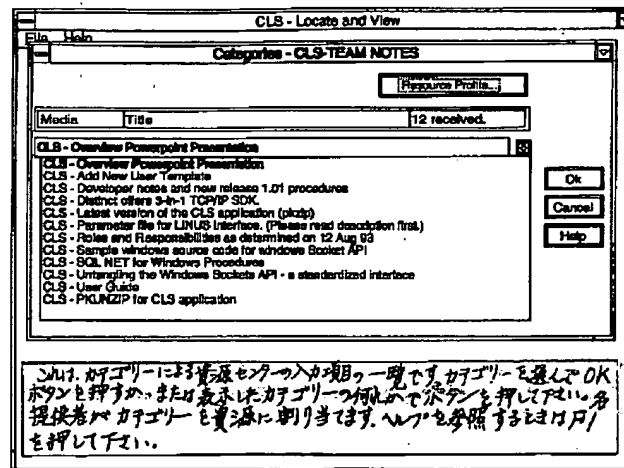 CLS - Locate and View
File Help
Categories - CLS-TEAM NOTES
Resource Profile...
Media Title 12 received.
CLS - Overview Powerpoint Presentation
CLS - Overview Powerpoint Presentation
CLS - Add New User Template
CLS - Developer notes and new release 1.01 procedures
CLS - Distinct offers 3-in-1 TCP/IP SDK.
CLS - Latest version of the CLS application (pkzip)
CLS - Parameter file for LINUS Interface. (Please read description first.)
CLS - Roles and Responsibilities as determined on 12 Aug 93
CLS - Sample windows source code for windows Socket API
CLS - SQL NET for Windows Procedures
CLS - Untangling the Windows Sockets API - a standardized interface
CLS - User Guide
CLS - PKUNZIP for CLS application
Ok
Cancel
Help
これは、カテゴリーによる資源センターの入力項目の一覧です。カテゴリーを選んで OK
ボタンを押すか、または表示したカテゴリーの何れかでボタンを押して下さい。各
提供者がカテゴリーを資源に割り当てます。ヘルプを参照するときは F1
を押して下さい。